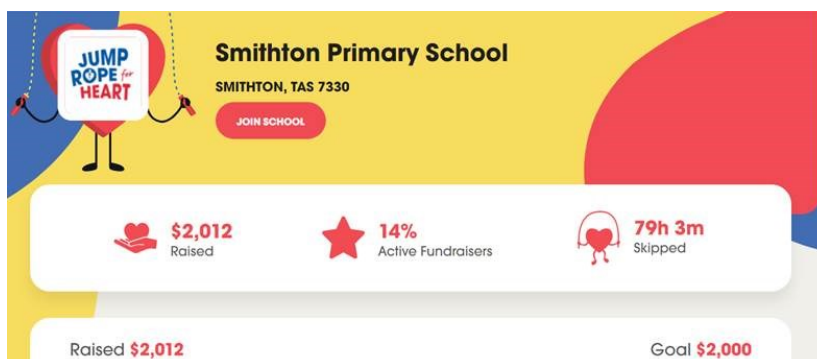 JUMP
ROPE for
HEART
Smithton Primary School
SMITHTON, TAS 7330
JOIN SCHOOL
$2,012
Raised
14%
Active Fundraisers
79h 3m
Skipped
Raised $2,012
Goal $2,000